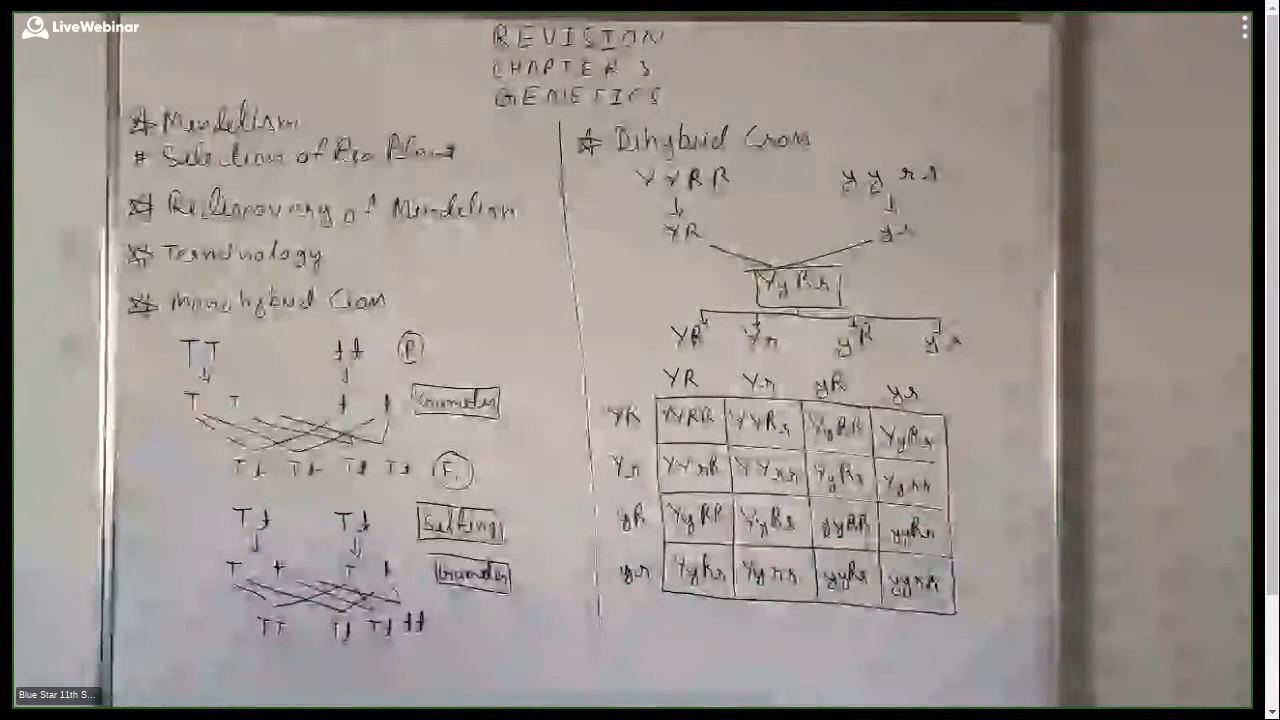 LiveWebinar
REVISION
CHAPTER 3
GENETICS
Mendelism
# Selection of Pea Plant
Rediscovery of Mendelism
Terminology
Monohybrid Cross
TT tt P
T T t t Gametes
Tt Tt Tt Tt F1
Tt Tt Selfing
T t T t Gametes
TT Tt Tt tt
Dihybrid Cross
YYRR yyrr
YR yr
YyRr
YR Yr yR yr
YR Yr yR yr
YR YYRR YYRr YyRR YyRr
Yr YYrR YYrr YyRr Yyrr
yR YyRR YyRr yyRR yyRr
yr YyRr Yyrr yyRr yyrr
Blue Star 11th S...